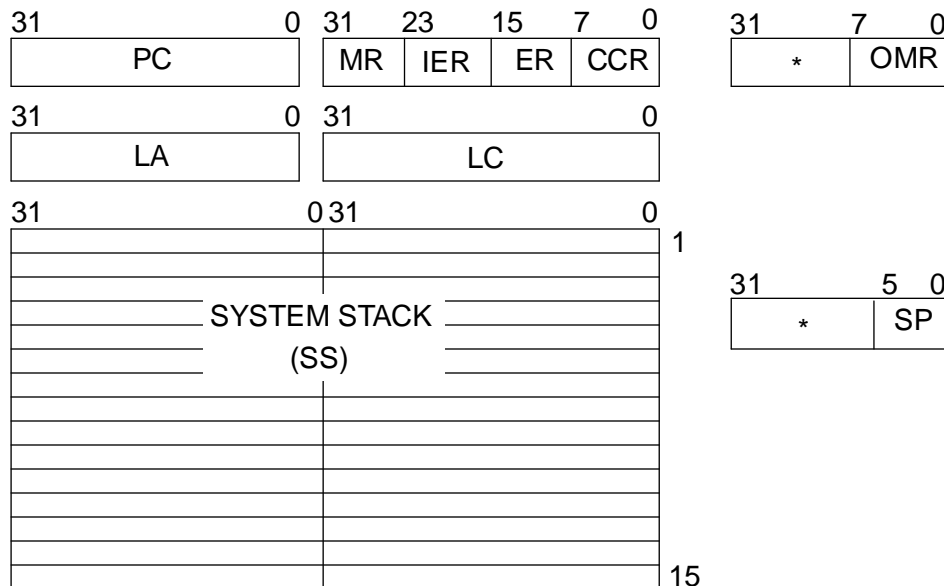 31 0 31 23 15 7 0 31 7 0
PC MR IER ER CCR * OMR
31 0 31 0
LA LC
31 0 31 0
1
31 5 0
SYSTEM STACK * SP
(SS)
15